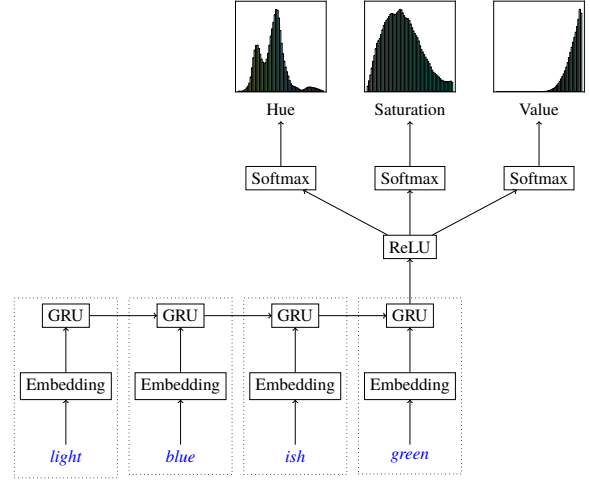 Hue Saturation Value
Softmax Softmax Softmax
ReLU
GRU GRU GRU GRU
Embedding Embedding Embedding Embedding
light blue ish green